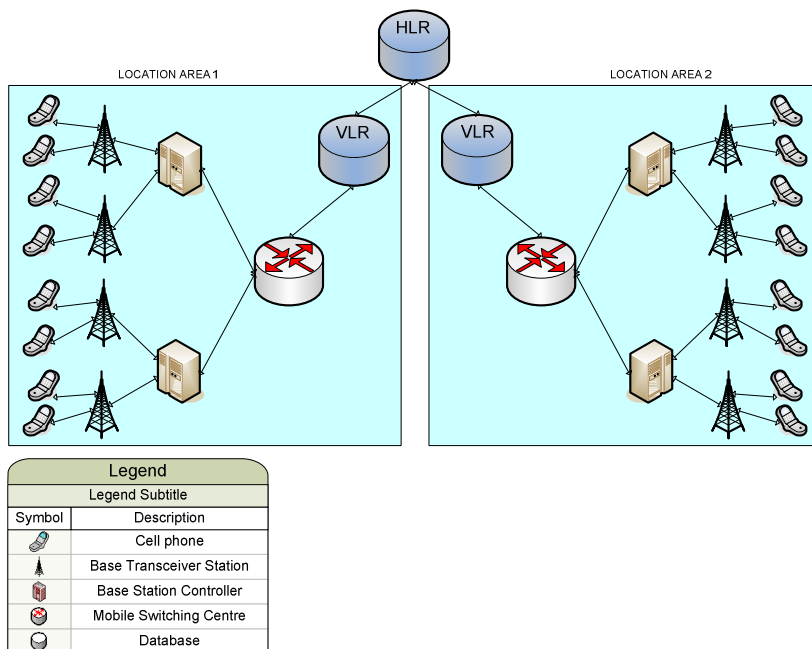 HLR
LOCATION AREA 1
LOCATION AREA 2
VLR
VLR
Legend
Legend Subtitle
Symbol Description
Cell phone
Base Transceiver Station
Base Station Controller
Mobile Switching Centre
Database